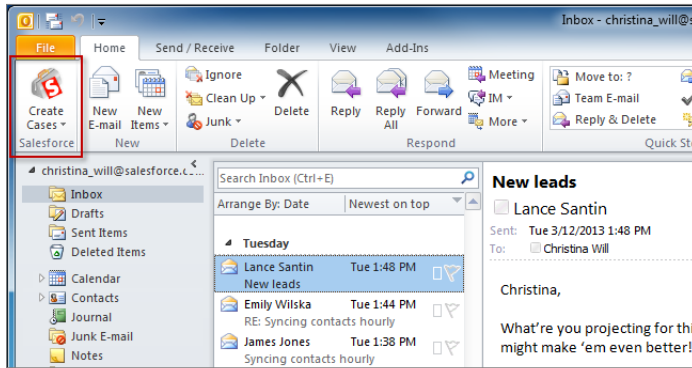 Inbox - christina_will@s
File Home Send / Receive Folder View Add-Ins
Create Cases
Salesforce
New E-mail
New Items
New
Ignore
Clean Up
Junk
Delete
Delete
Reply
Reply All
Forward
Meeting
IM
More
Respond
Move to: ?
Team E-mail
Reply & Delete
Quick St
christina_will@salesforce.c...
Inbox
Drafts
Sent Items
Deleted Items
Calendar
Contacts
Journal
Junk E-mail
Notes
Search Inbox (Ctrl+E)
Arrange By: Date Newest on top
Tuesday
Lance Santin Tue 1:48 PM
New leads
Emily Wilska Tue 1:44 PM
RE: Syncing contacts hourly
James Jones Tue 1:38 PM
Syncing contacts hourly
New leads
Lance Santin
Sent: Tue 3/12/2013 1:48 PM
To: Christina Will
Christina,
What're you projecting for thi
might make 'em even better!